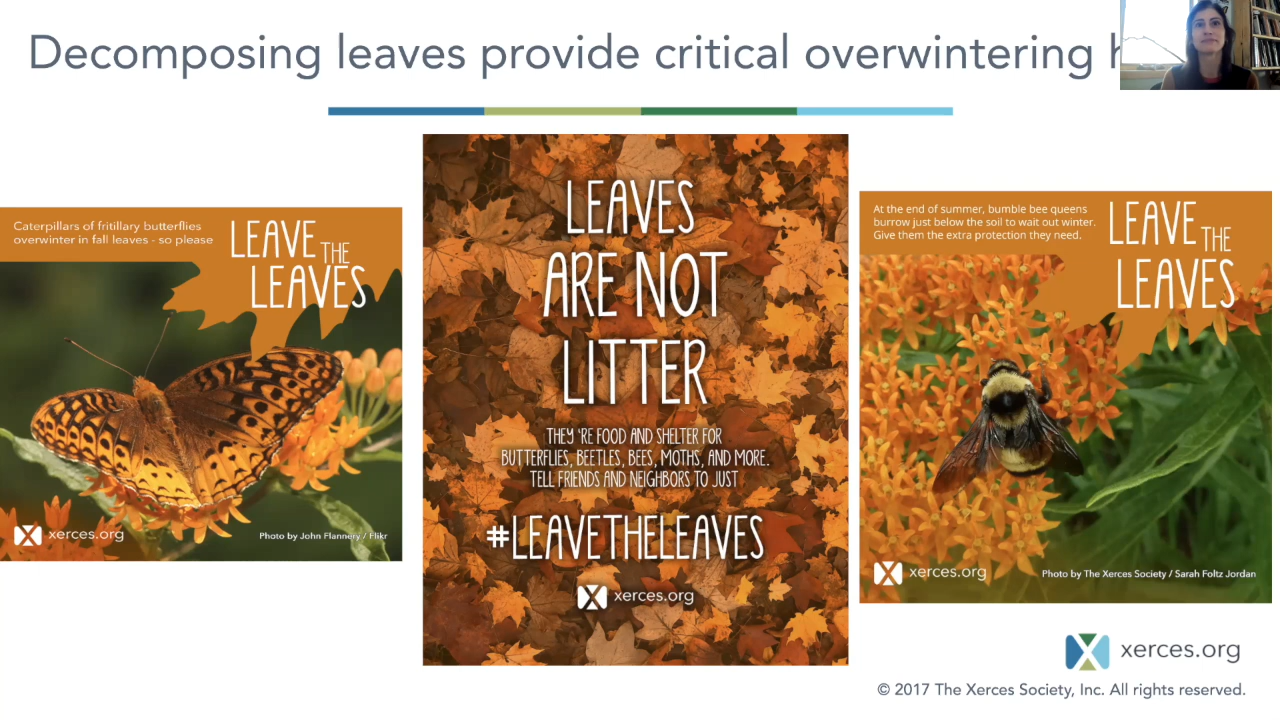 Decomposing leaves provide critical overwintering
Caterpillars of fritillary butterflies
overwinter in fall leaves - so please
LEAVE THE
LEAVES
xerces.org
Photo by John Flannery / Flikr
LEAVES
ARE NOT
LITTER
THEY 'RE FOOD AND SHELTER FOR
BUTTERFLIES, BEETLES, BEES, MOTHS, AND MORE.
TELL FRIENDS AND NEIGHBORS TO JUST
#LEAVETHELEAVES
xerces.org
At the end of summer, bumble bee queens
burrow just below the soil to wait out winter.
Give them the extra protection they need.
LEAVE THE
LEAVES
xerces.org
Photo by The Xerces Society / Sarah Foltz Jordan
xerces.org
© 2017 The Xerces Society, Inc. All rights reserved.